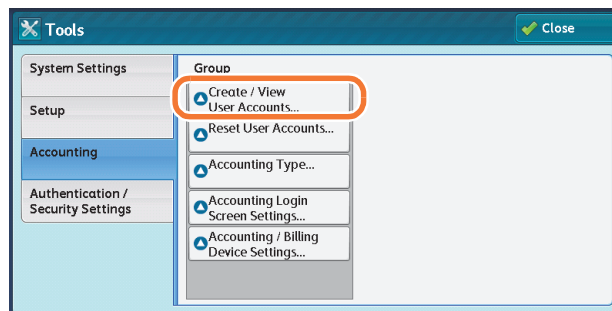 Tools
Close
System Settings
Setup
Accounting
Authentication /
Security Settings
Group
Create / View
User Accounts...
Reset User Accounts...
Accounting Type...
Accounting Login
Screen Settings...
Accounting / Billing
Device Settings...